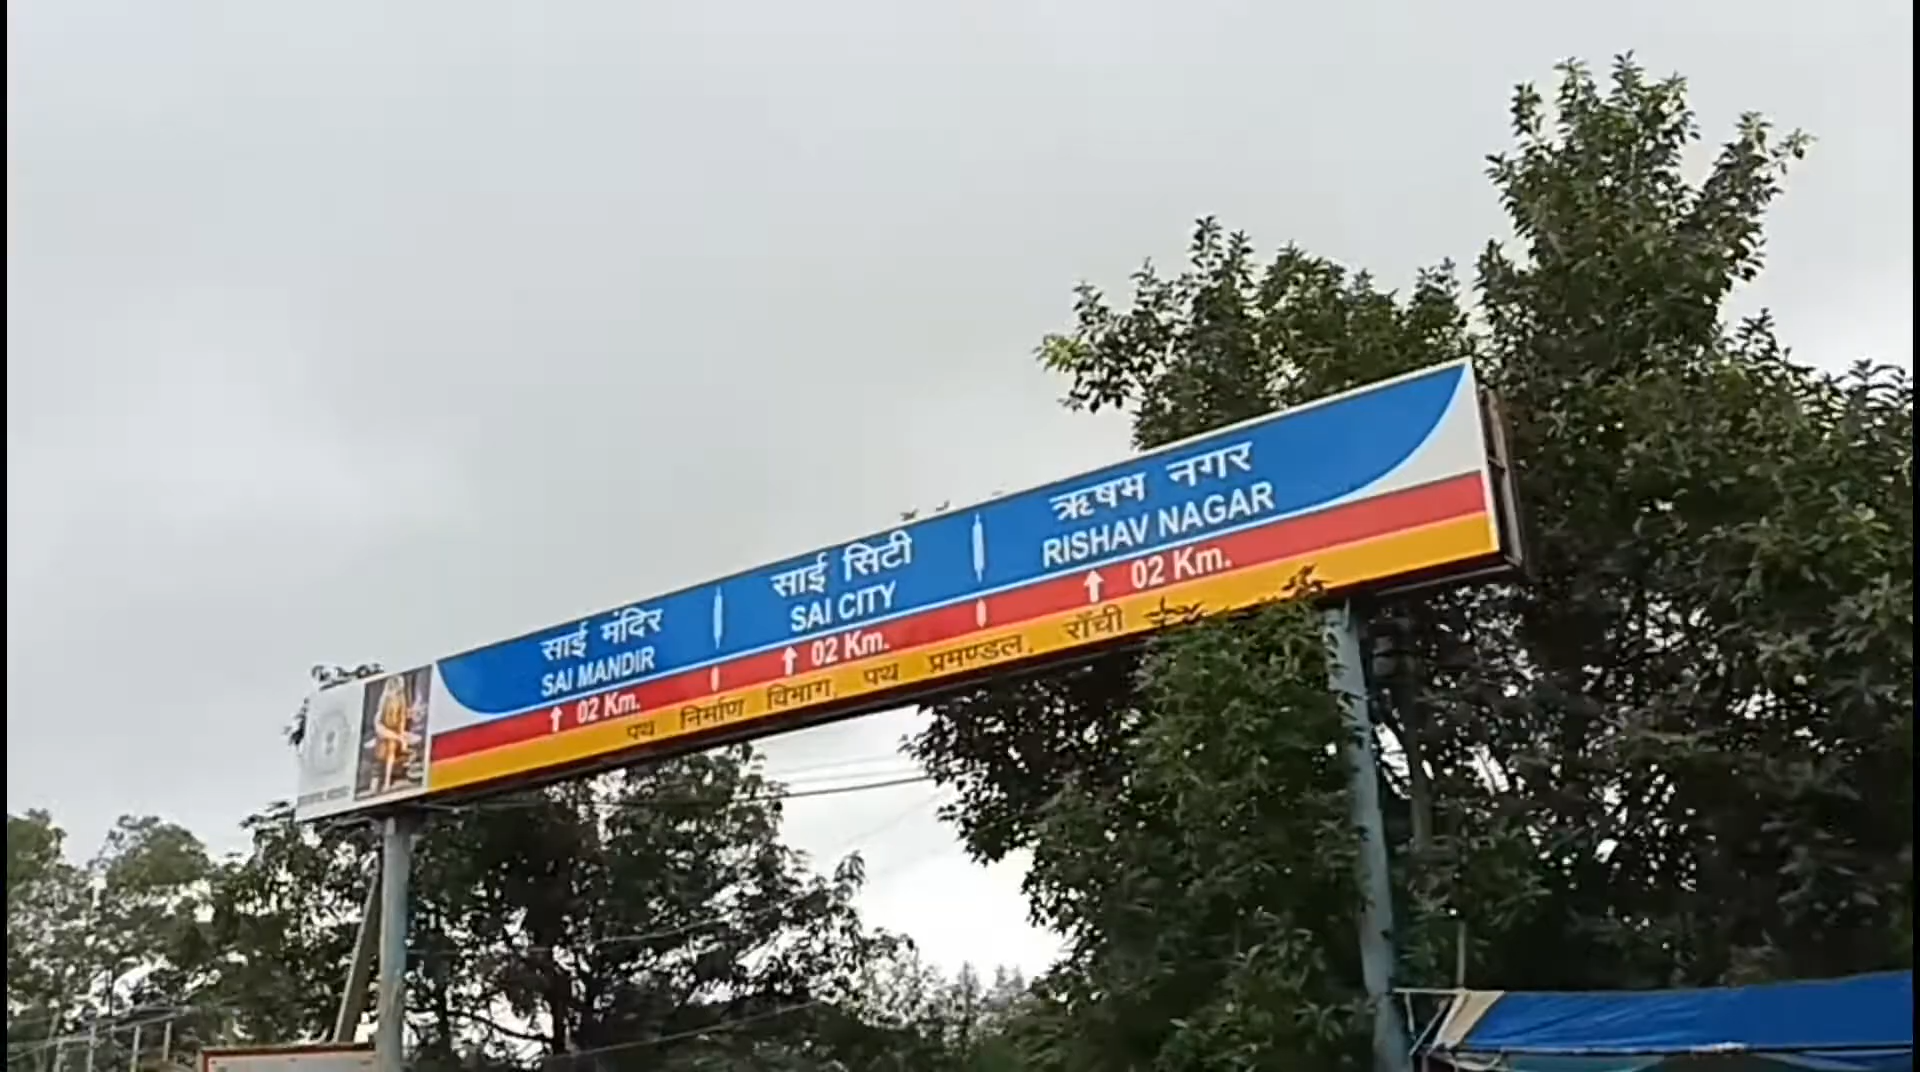 साई मंदिर
SAI MANDIR
↑ 02 Km.
साई सिटी
SAI CITY
↑ 02 Km.
ऋषभ नगर
RISHAV NAGAR
↑ 02 Km.
पथ निर्माण विभाग, पथ प्रमण्डल, राँची